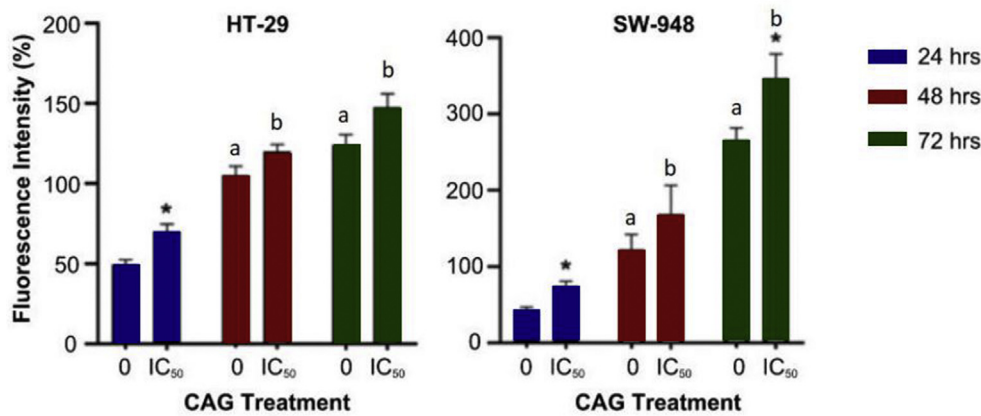 HT-29
Fluorescence Intensity (%)
200
150
100
50
0
*
a
b
a
b
0 IC₅₀ 0 IC₅₀ 0 IC₅₀
CAG Treatment
SW-948
400
300
200
100
0
*
a
b
a
b
*
0 IC₅₀ 0 IC₅₀ 0 IC₅₀
CAG Treatment
24 hrs
48 hrs
72 hrs